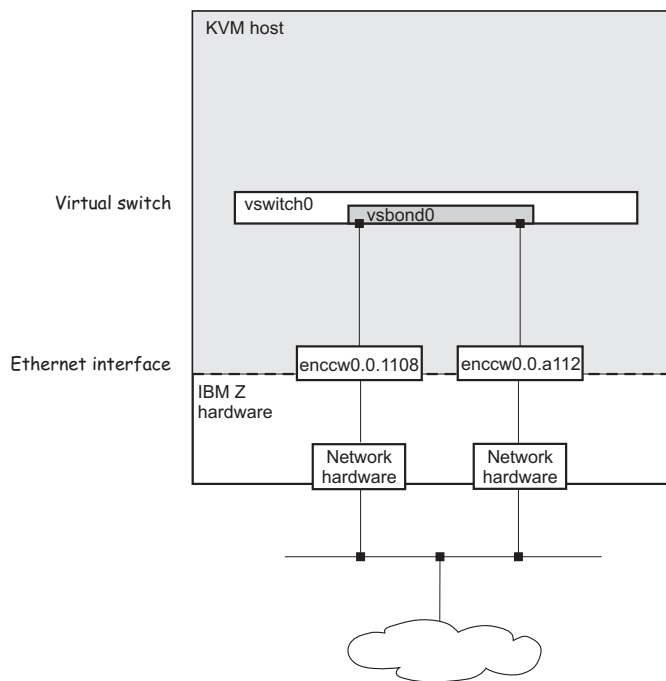 KVM host
Virtual switch
vswitch0
vsbond0
Ethernet interface
enccw0.0.1108
enccw0.0.a112
IBM Z
hardware
Network
hardware
Network
hardware